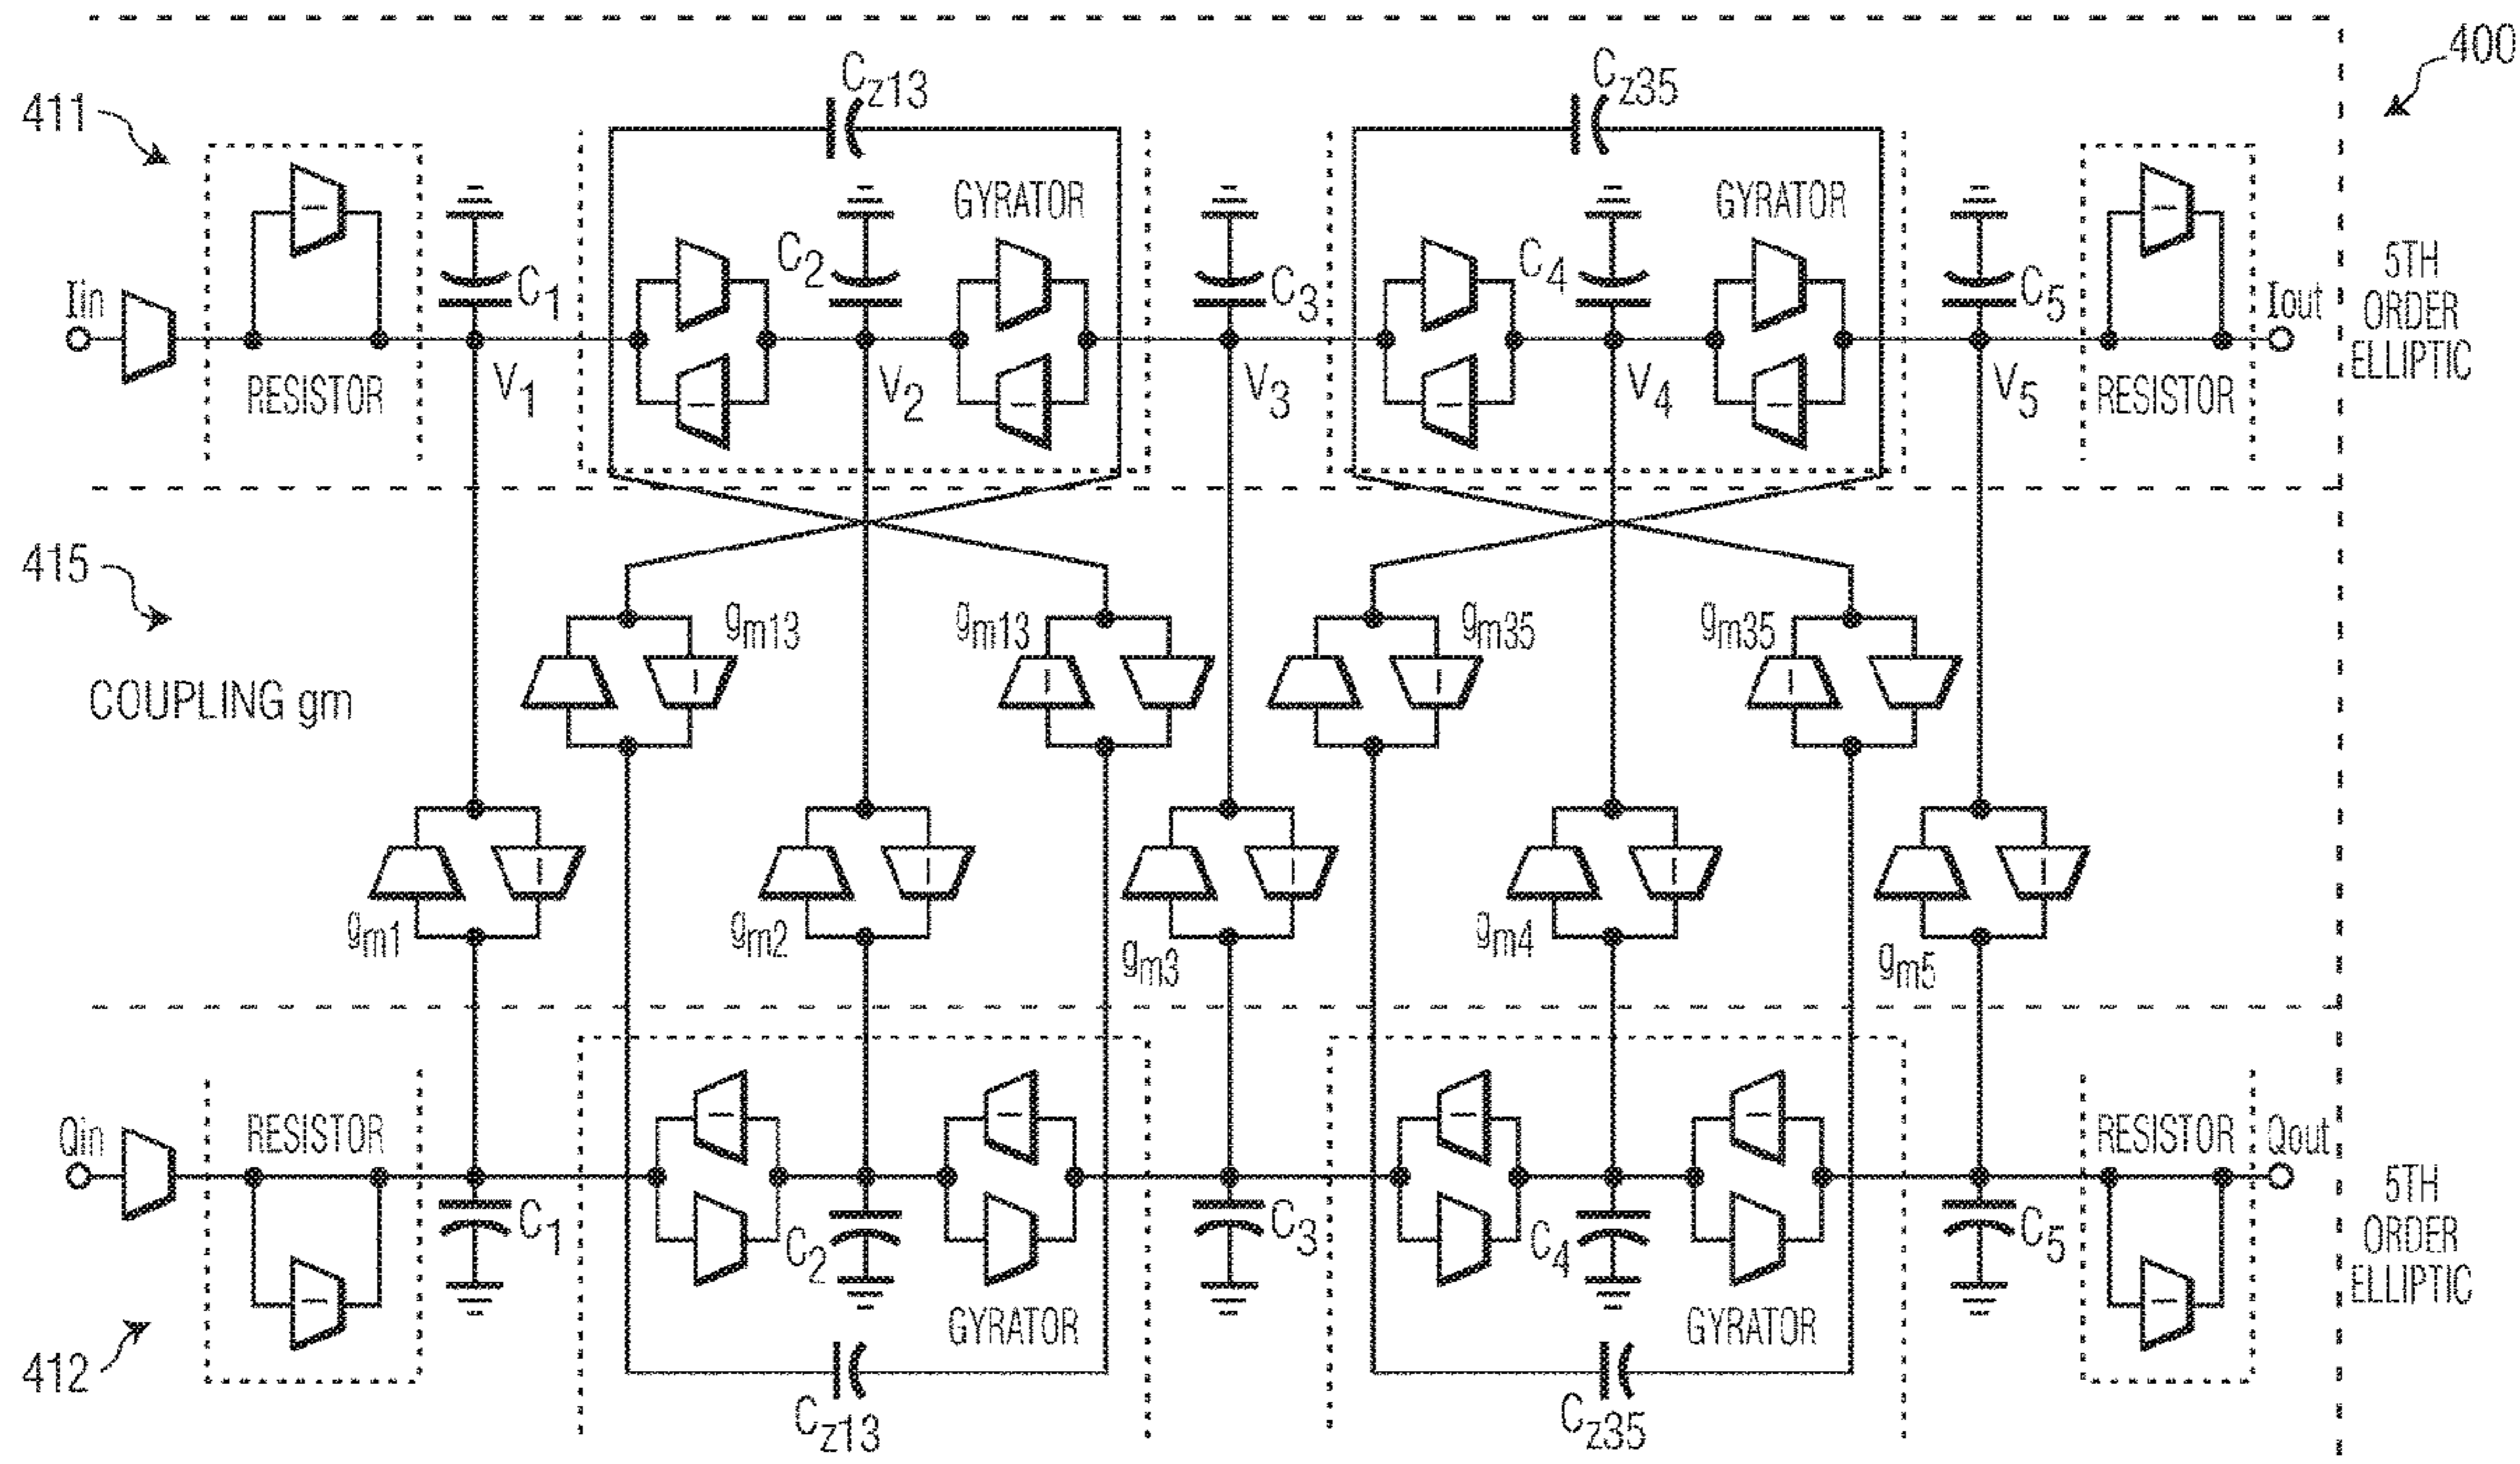 400
411
C_z13
C_z35
GYRATOR
GYRATOR
Iin
C_1
C_2
C_3
C_4
C_5
Iout
5TH
ORDER
ELLIPTIC
RESISTOR
V_1
V_2
V_3
V_4
V_5
RESISTOR
415
COUPLING gm
g_m13
g_m13
g_m35
g_m35
g_m1
g_m2
g_m3
g_m4
g_m5
Qin
RESISTOR
RESISTOR
Qout
C_1
C_2
C_3
C_4
C_5
5TH
ORDER
ELLIPTIC
412
GYRATOR
GYRATOR
C_z13
C_z35